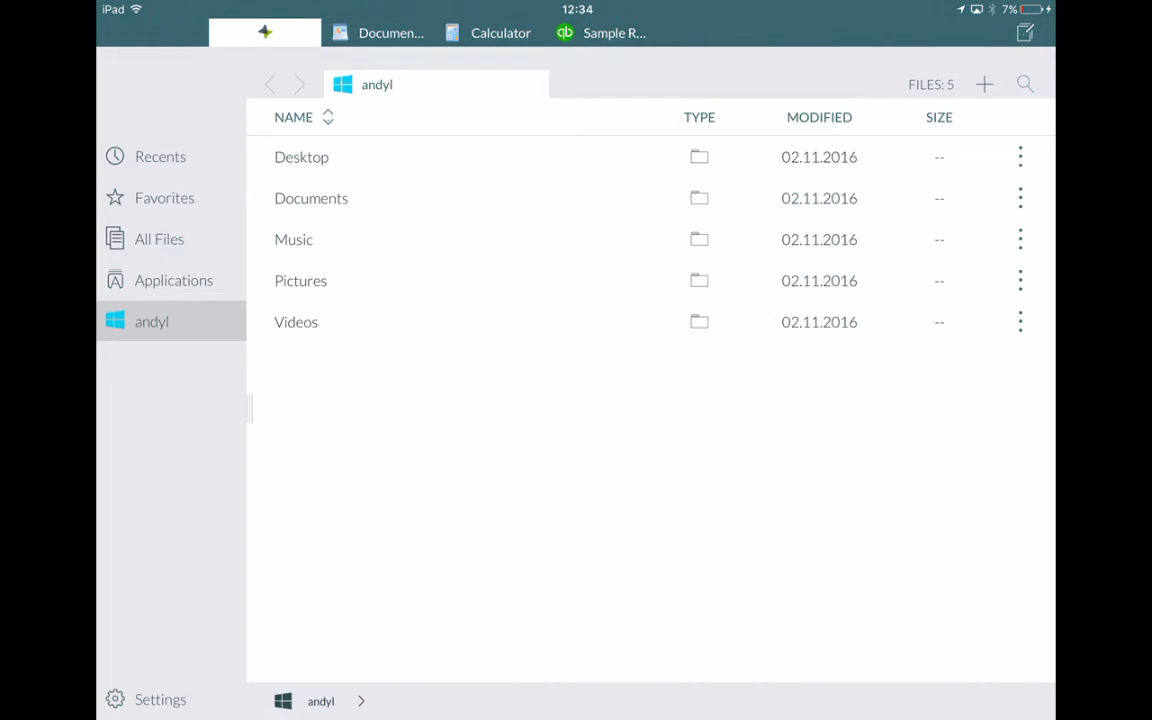 iPad 12:34 7%
Documen... Calculator qb Sample R...
andyl FILES: 5
NAME TYPE MODIFIED SIZE
Recents
Favorites
All Files
Applications
andyl
Desktop 02.11.2016 --
Documents 02.11.2016 --
Music 02.11.2016 --
Pictures 02.11.2016 --
Videos 02.11.2016 --
Settings
andyl